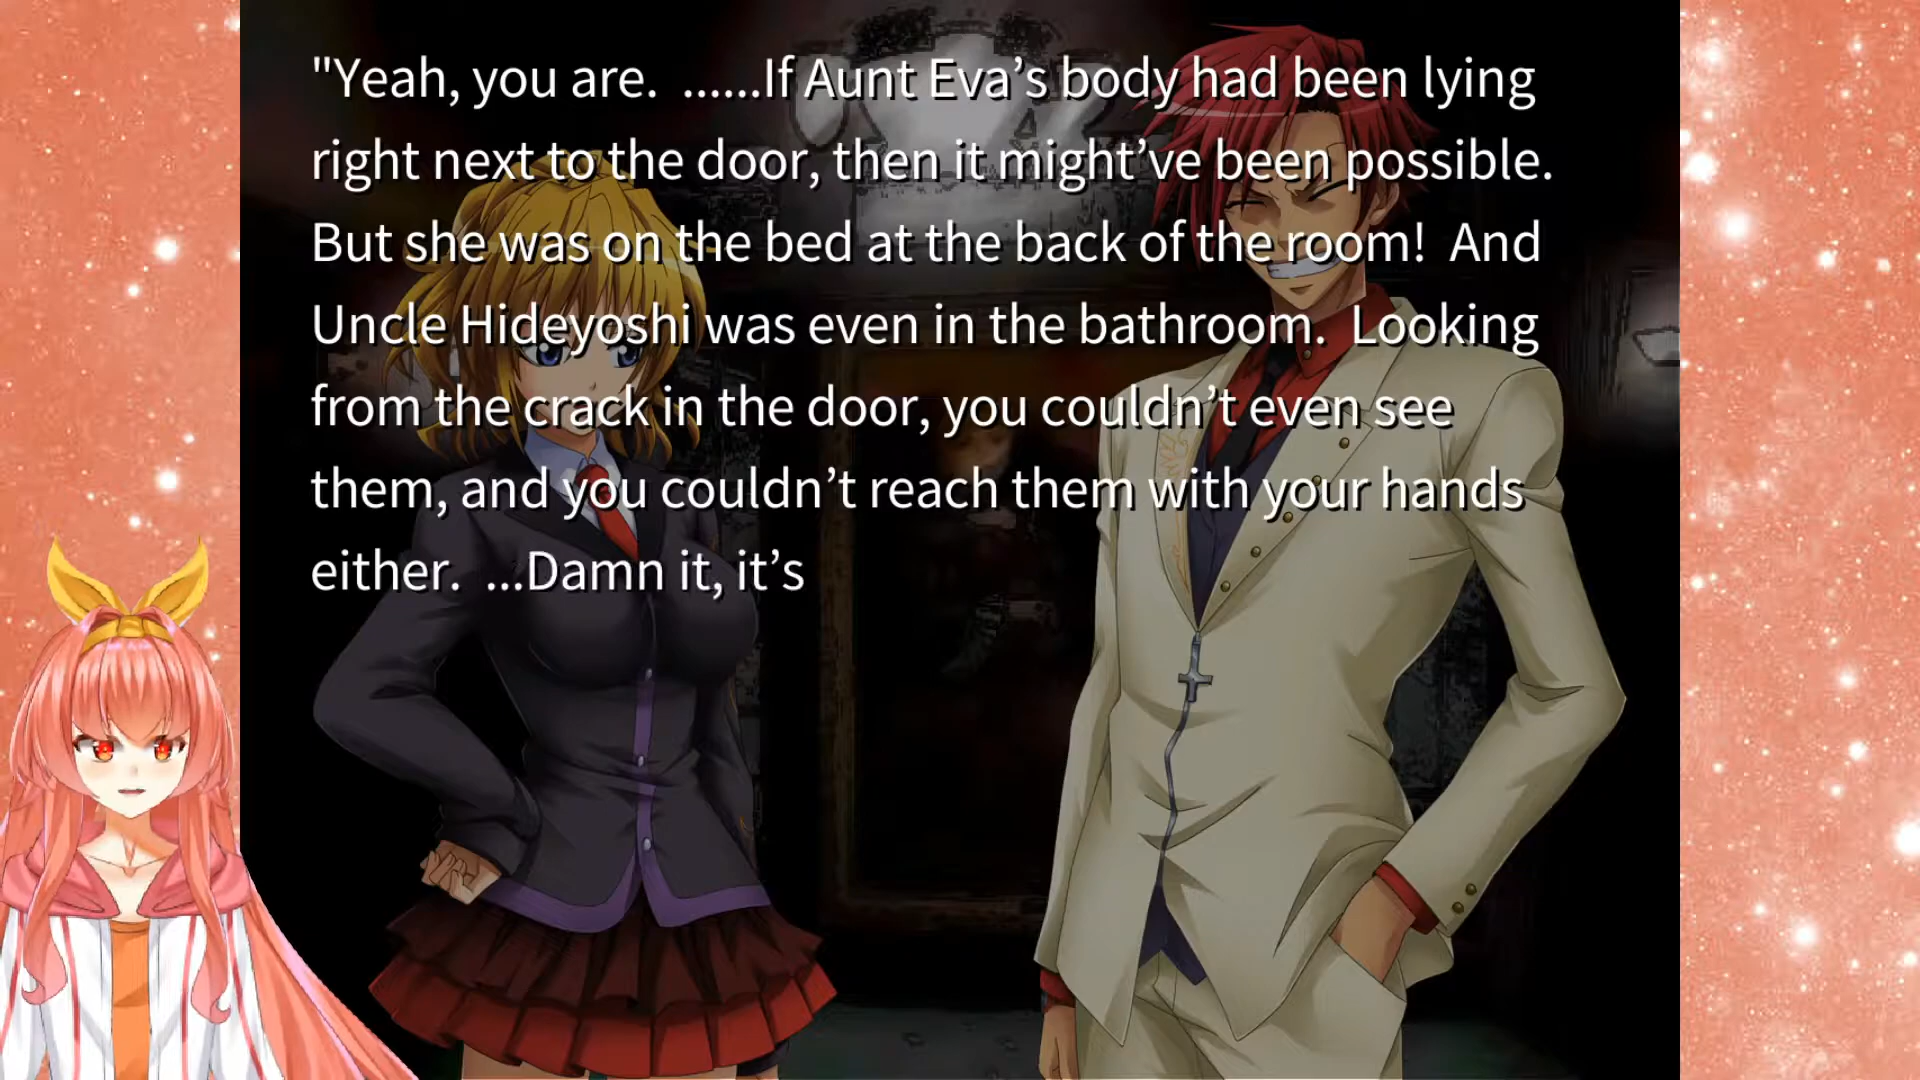 "Yeah, you are.  ......If Aunt Eva’s body had been lying
right next to the door, then it might’ve been possible.
But she was on the bed at the back of the room!  And
Uncle Hideyoshi was even in the bathroom.  Looking
from the crack in the door, you couldn’t even see
them, and you couldn’t reach them with your hands
either.  ...Damn it, it’s